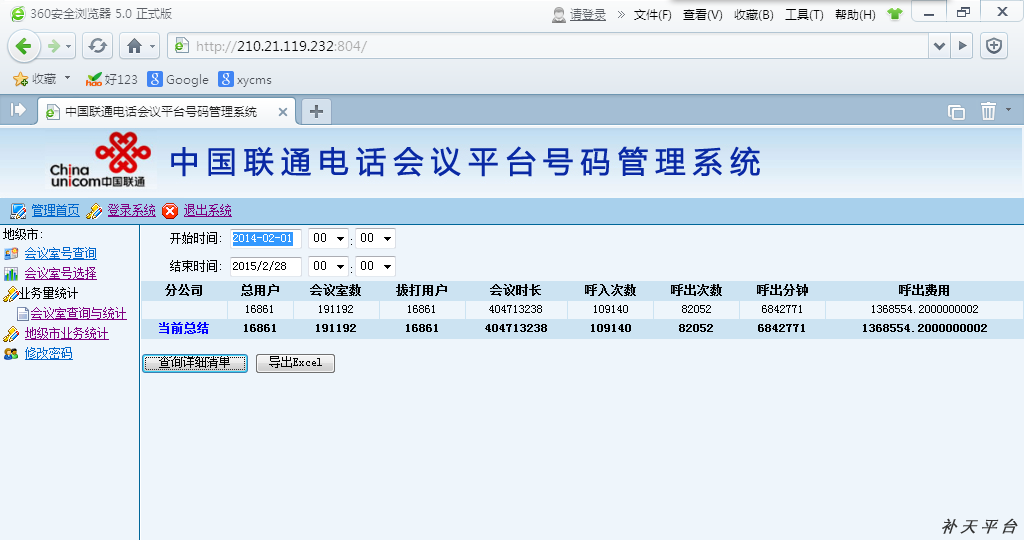 360安全浏览器 5.0 正式版 请登录 » 文件(F) 查看(V) 收藏(B) 工具(T) 帮助(H)
http://210.21.119.232:804/
收藏 好123 Google xycms
中国联通电话会议平台号码管理系统
China unicom中国联通 中国联通电话会议平台号码管理系统
管理首页 登录系统 退出系统
地级市:
会议室号查询
会议室号选择
业务量统计
会议室查询与统计
地级市业务统计
修改密码
开始时间: 2014-02-01 00 : 00
结束时间: 2015/2/28 00 : 00
分公司 总用户 会议室数 拨打用户 会议时长 呼入次数 呼出次数 呼出分钟 呼出费用
16861 191192 16861 404713238 109140 82052 6842771 1368554.2000000002
当前总结 16861 191192 16861 404713238 109140 82052 6842771 1368554.2000000002
查询详细清单 导出Excel
补天平台